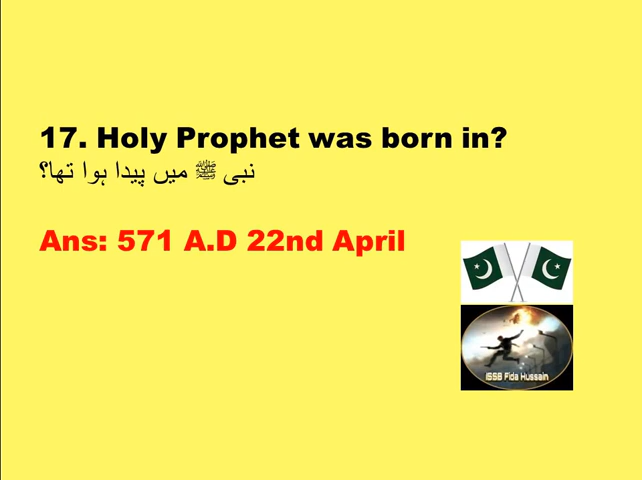 17. Holy Prophet was born in?
نبی ﷺ میں پیدا ہوا تھا؟
Ans: 571 A.D 22nd April
ISSB Fida Hussain